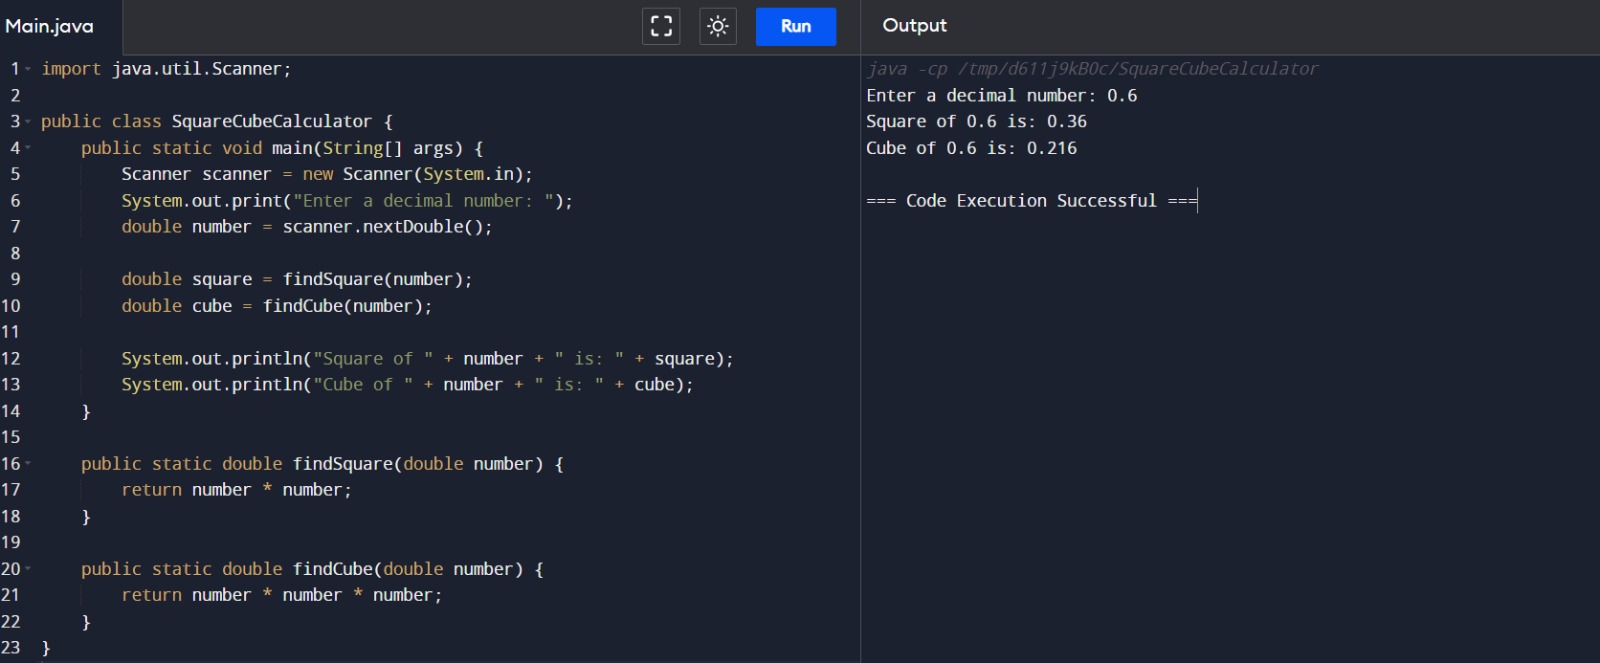 Main.java
Run
Output
1 import java.util.Scanner;
2
3 public class SquareCubeCalculator {
4     public static void main(String[] args) {
5         Scanner scanner = new Scanner(System.in);
6         System.out.print("Enter a decimal number: ");
7         double number = scanner.nextDouble();
8
9         double square = findSquare(number);
10         double cube = findCube(number);
11
12         System.out.println("Square of " + number + " is: " + square);
13         System.out.println("Cube of " + number + " is: " + cube);
14     }
15
16     public static double findSquare(double number) {
17         return number * number;
18     }
19
20     public static double findCube(double number) {
21         return number * number * number;
22     }
23 }
java -cp /tmp/d611j9kBOc/SquareCubeCalculator
Enter a decimal number: 0.6
Square of 0.6 is: 0.36
Cube of 0.6 is: 0.216
=== Code Execution Successful ===